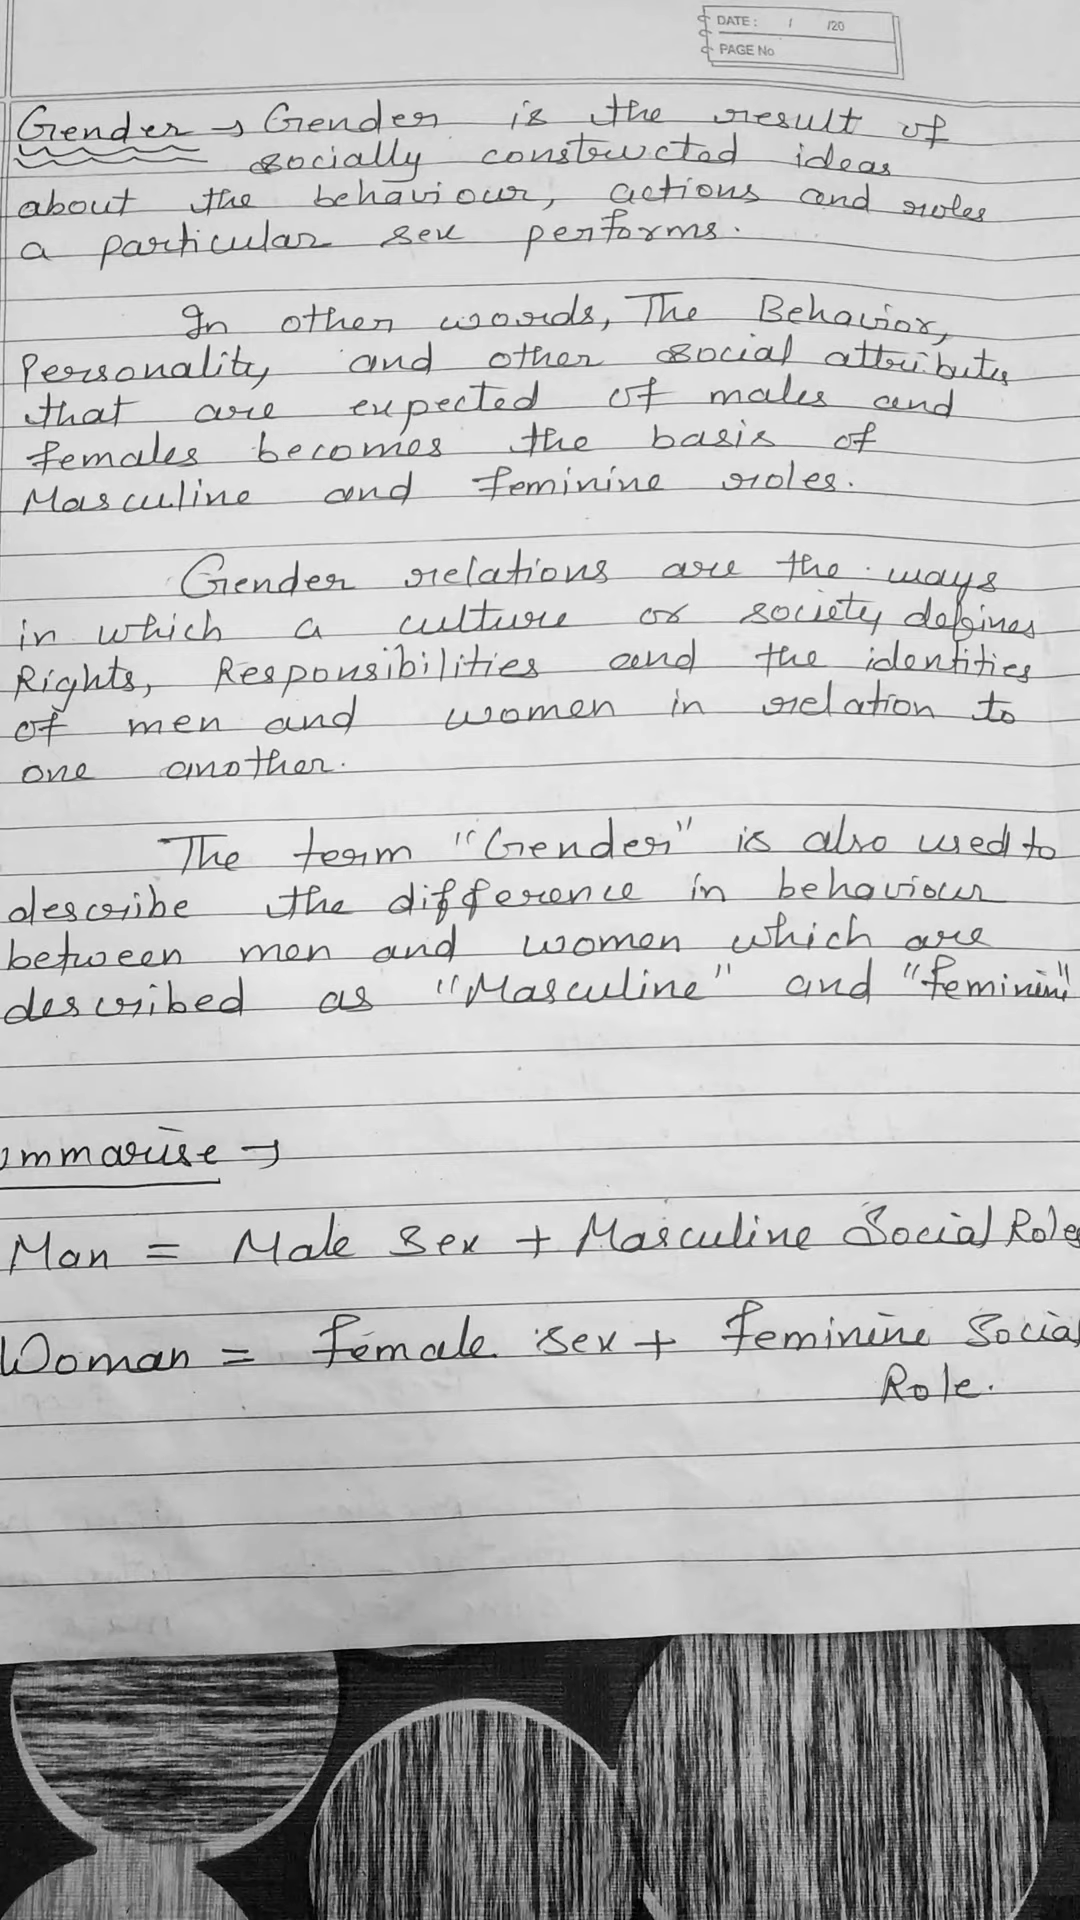 DATE: / /20
PAGE No
Gender → Gender is the result of
socially constructed ideas
about the behaviour, actions and roles
a particular sex performs.
In other words, The Behavior,
Personality, and other social attributes
that are expected of males and
females becomes the basis of
Masculine and feminine roles.
Gender relations are the ways
in which a culture or society defines
Rights, Responsibilities and the identities
of men and women in relation to
one another.
The term "Gender" is also used to
describe the difference in behaviour
between men and women which are
described as "Masculine" and "feminine"
ummarise →
Man = Male Sex + Masculine Social Role
Woman = female sex + feminine Social
Role.